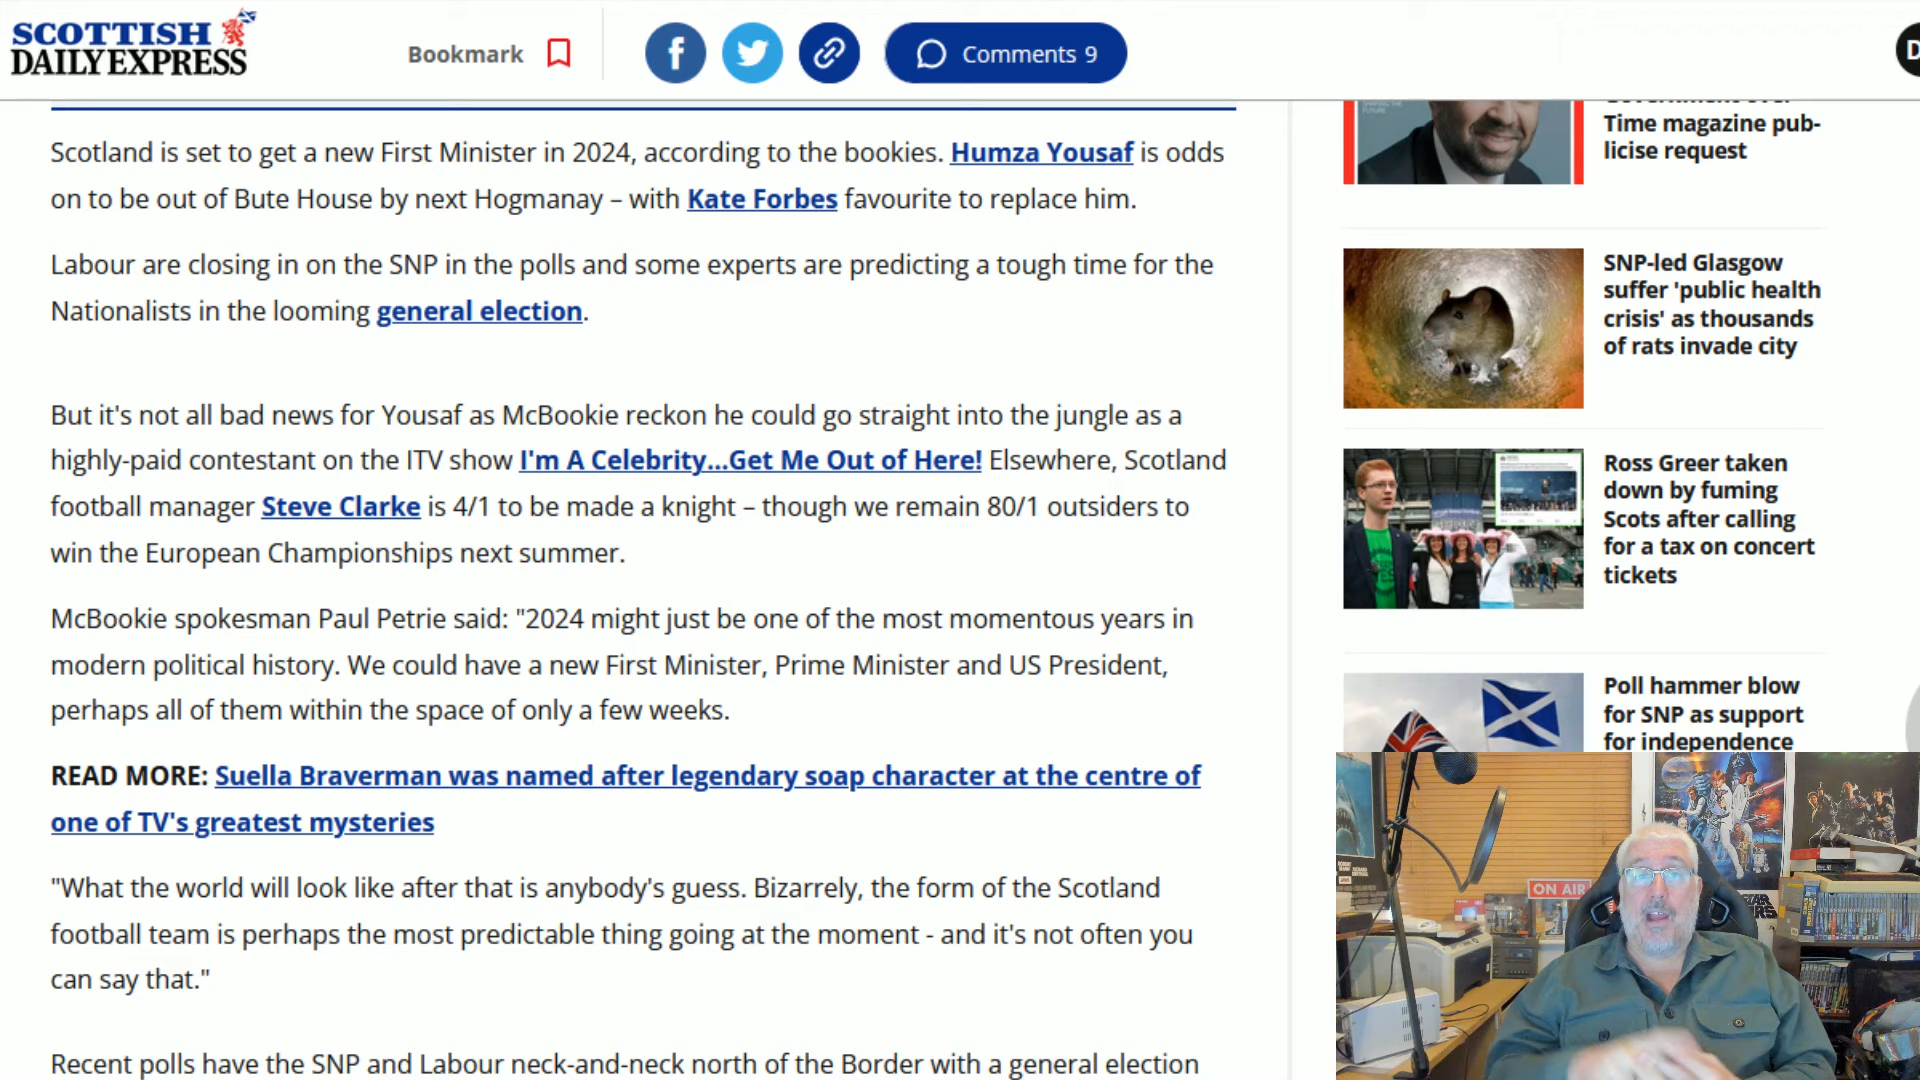 SCOTTISH
DAILY EXPRESS
Bookmark
Comments 9
Scotland is set to get a new First Minister in 2024, according to the bookies. Humza Yousaf is odds
on to be out of Bute House by next Hogmanay – with Kate Forbes favourite to replace him.
Labour are closing in on the SNP in the polls and some experts are predicting a tough time for the
Nationalists in the looming general election.
But it's not all bad news for Yousaf as McBookie reckon he could go straight into the jungle as a
highly-paid contestant on the ITV show I'm A Celebrity...Get Me Out of Here! Elsewhere, Scotland
football manager Steve Clarke is 4/1 to be made a knight – though we remain 80/1 outsiders to
win the European Championships next summer.
McBookie spokesman Paul Petrie said: "2024 might just be one of the most momentous years in
modern political history. We could have a new First Minister, Prime Minister and US President,
perhaps all of them within the space of only a few weeks.
READ MORE: Suella Braverman was named after legendary soap character at the centre of
one of TV's greatest mysteries
"What the world will look like after that is anybody's guess. Bizarrely, the form of the Scotland
football team is perhaps the most predictable thing going at the moment - and it's not often you
can say that."
Recent polls have the SNP and Labour neck-and-neck north of the Border with a general election
Time magazine pub-
licise request
SNP-led Glasgow
suffer 'public health
crisis' as thousands
of rats invade city
Ross Greer taken
down by fuming
Scots after calling
for a tax on concert
tickets
Poll hammer blow
for SNP as support
for independence
ON AIR
STAR
WARS